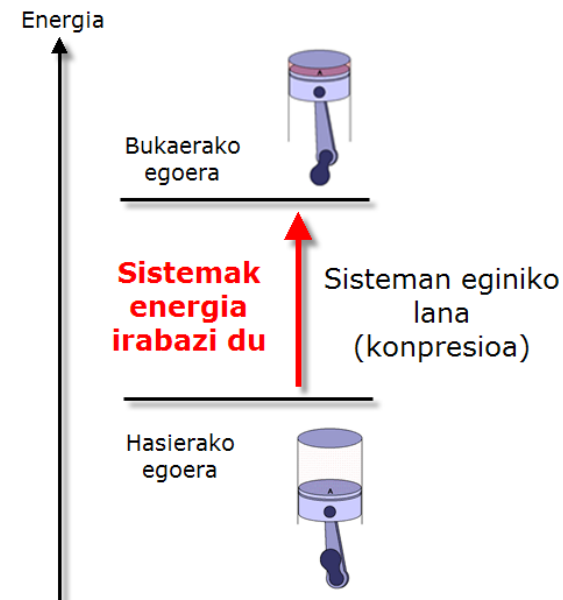 Energia
Bukaerako
egoera
Sistemak
energia
irabazi du
Sisteman eginiko
lana
(konpresioa)
Hasierako
egoera